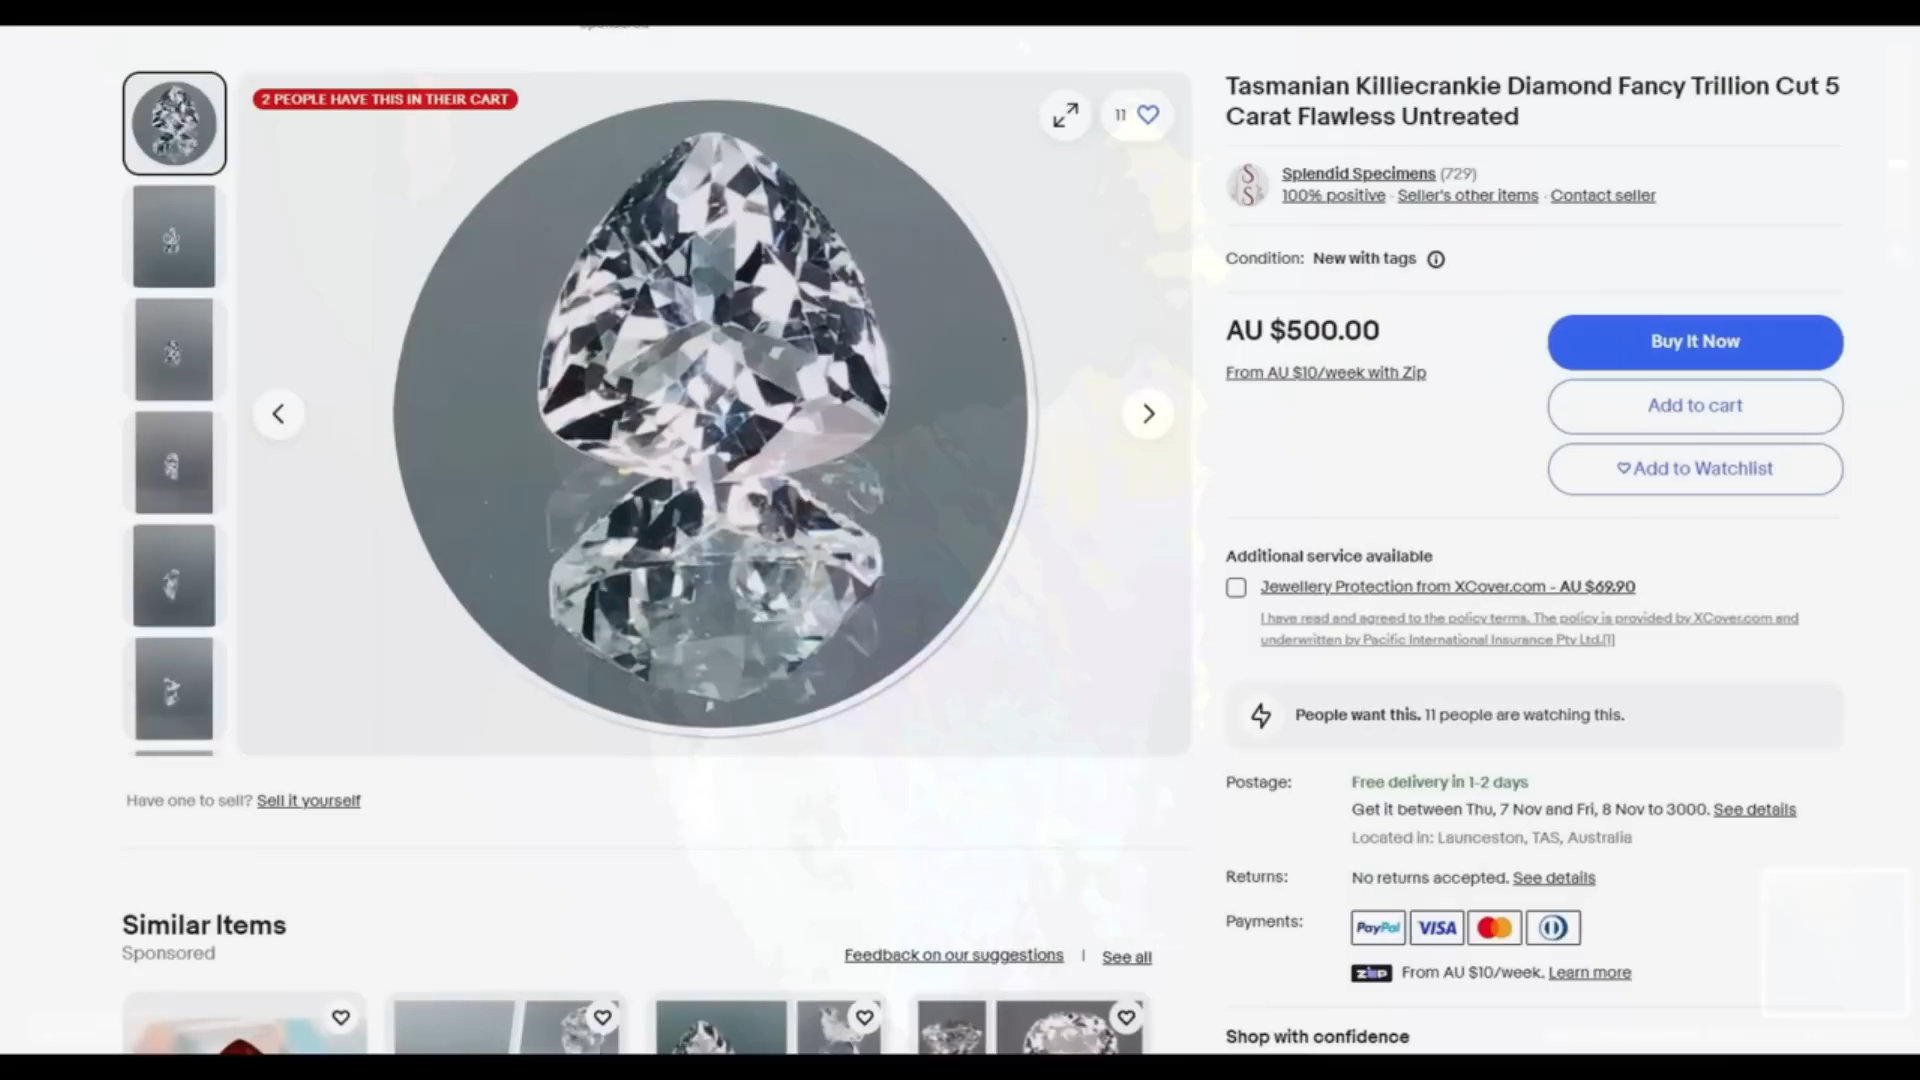 2 PEOPLE HAVE THIS IN THEIR CART
11
Have one to sell? Sell it yourself
Similar Items
Sponsored
Feedback on our suggestions | See all
Tasmanian Killiecrankie Diamond Fancy Trillion Cut 5
Carat Flawless Untreated
S
S
Splendid Specimens (729)
100% positive · Seller's other items · Contact seller
Condition: New with tags
AU $500.00
From AU $10/week with Zip
Buy It Now
Add to cart
Add to Watchlist
Additional service available
Jewellery Protection from XCover.com - AU $69.90
I have read and agreed to the policy terms. The policy is provided by XCover.com and
underwritten by Pacific International Insurance Pty Ltd.[1]
People want this. 11 people are watching this.
Postage: Free delivery in 1-2 days
Get it between Thu, 7 Nov and Fri, 8 Nov to 3000. See details
Located in: Launceston, TAS, Australia
Returns: No returns accepted. See details
Payments: PayPal VISA
Zip From AU $10/week. Learn more
Shop with confidence